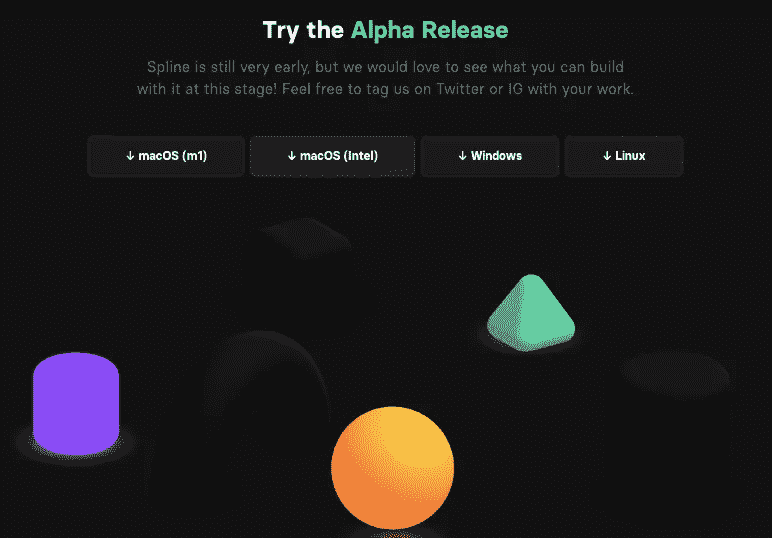 Try the Alpha Release
Spline is still very early, but we would love to see what you can build
with it at this stage! Feel free to tag us on Twitter or IG with your work.
↓ macOS (m1)
↓ macOS (Intel)
↓ Windows
↓ Linux